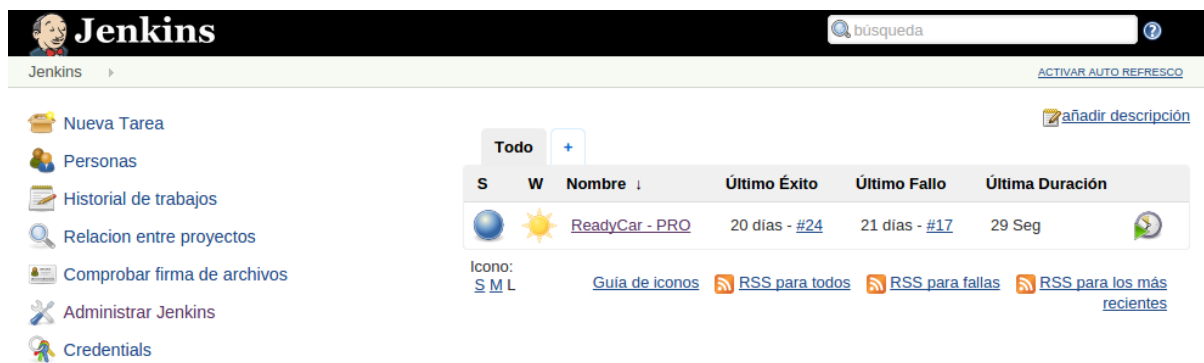 Jenkins
búsqueda
Jenkins
ACTIVAR AUTO REFRESCO
Nueva Tarea
Personas
Historial de trabajos
Relacion entre proyectos
Comprobar firma de archivos
Administrar Jenkins
Credentials
añadir descripción
Todo +
S W Nombre ↓ Último Éxito Último Fallo Última Duración
ReadyCar - PRO 20 días - #24 21 días - #17 29 Seg
Icono:
S M L
Guía de iconos RSS para todos RSS para fallas RSS para los más
recientes